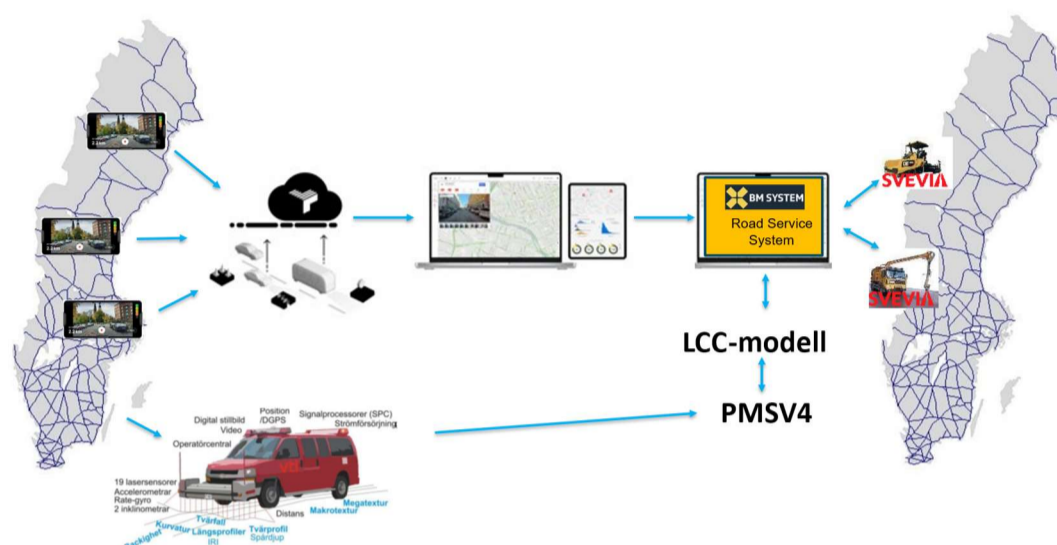 BM SYSTEM
Road Service
System
SVEVIA
SVEVIA
LCC-modell
PMSV4
Position
/DGPS
Digital stillbild
Video
Signalprocessorer (SPC)
Strömförsörjning
Operatörcentral
vti
19 lasersensorer
Accelerometrar
Rate-gyro
2 inklinometrar
Distans
Megatextur
Makrotextur
Tvärfall
Kurvatur
Längsprofiler
IRI
Tvärprofil
Spårdjup